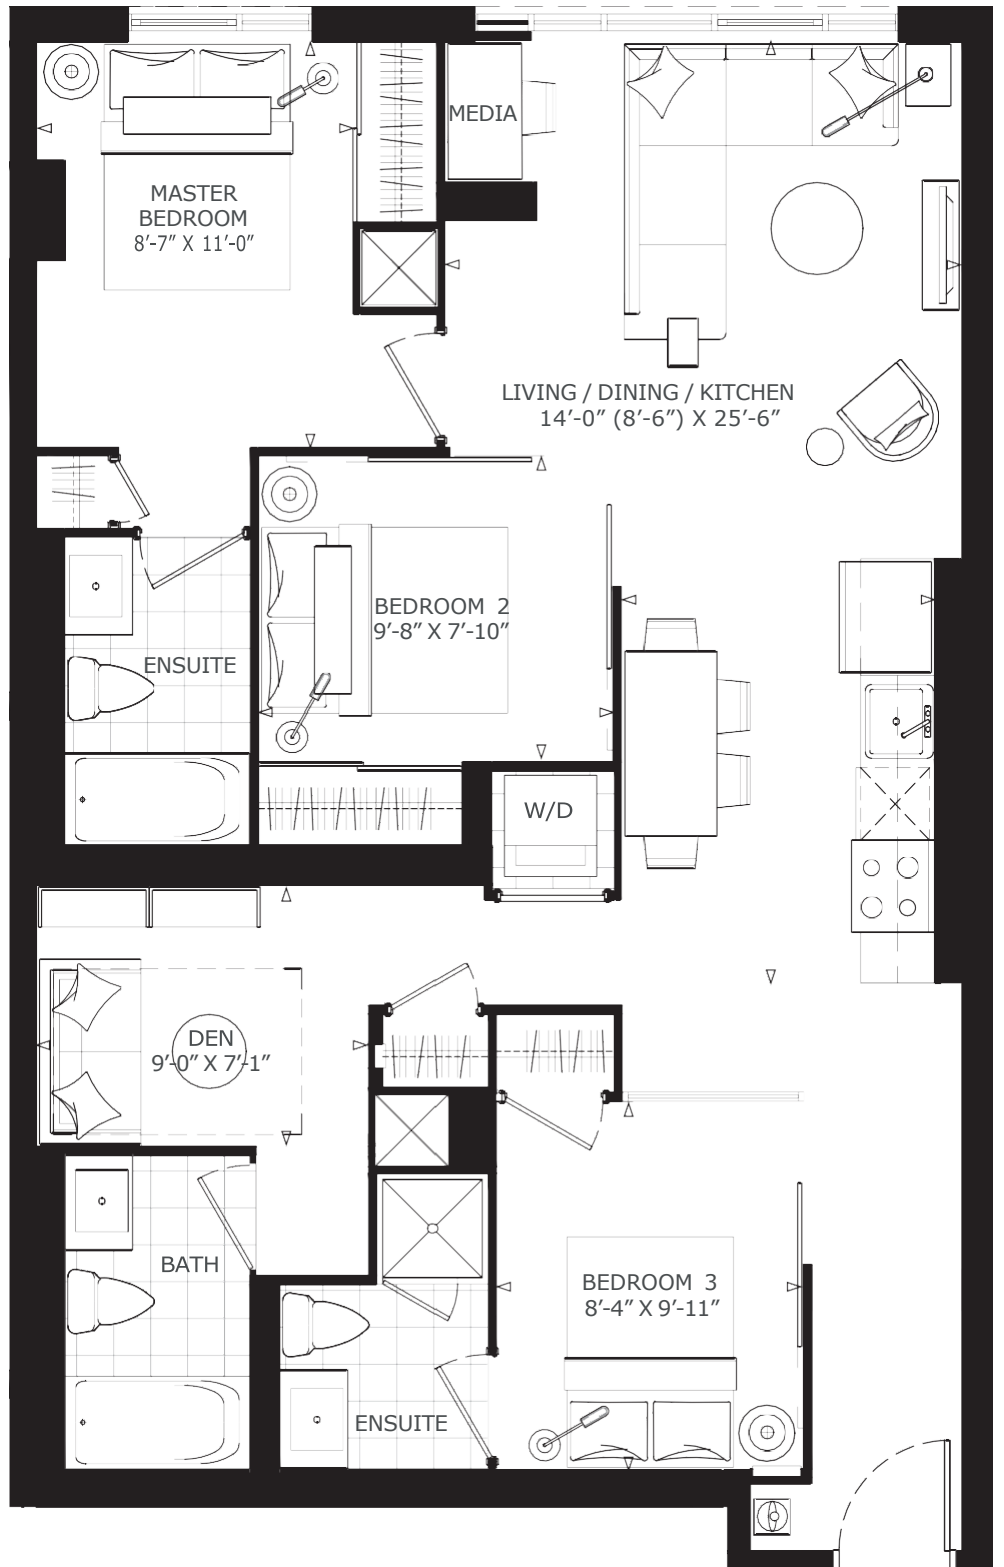 MEDIA
MASTER
BEDROOM
8′-7″ X 11′-0″
LIVING / DINING / KITCHEN
14′-0″ (8′-6″) X 25′-6″
BEDROOM 2
9′-8″ X 7′-10″
ENSUITE
W/D
DEN
9′-0″ X 7′-1″
BATH
BEDROOM 3
8′-4″ X 9′-11″
ENSUITE